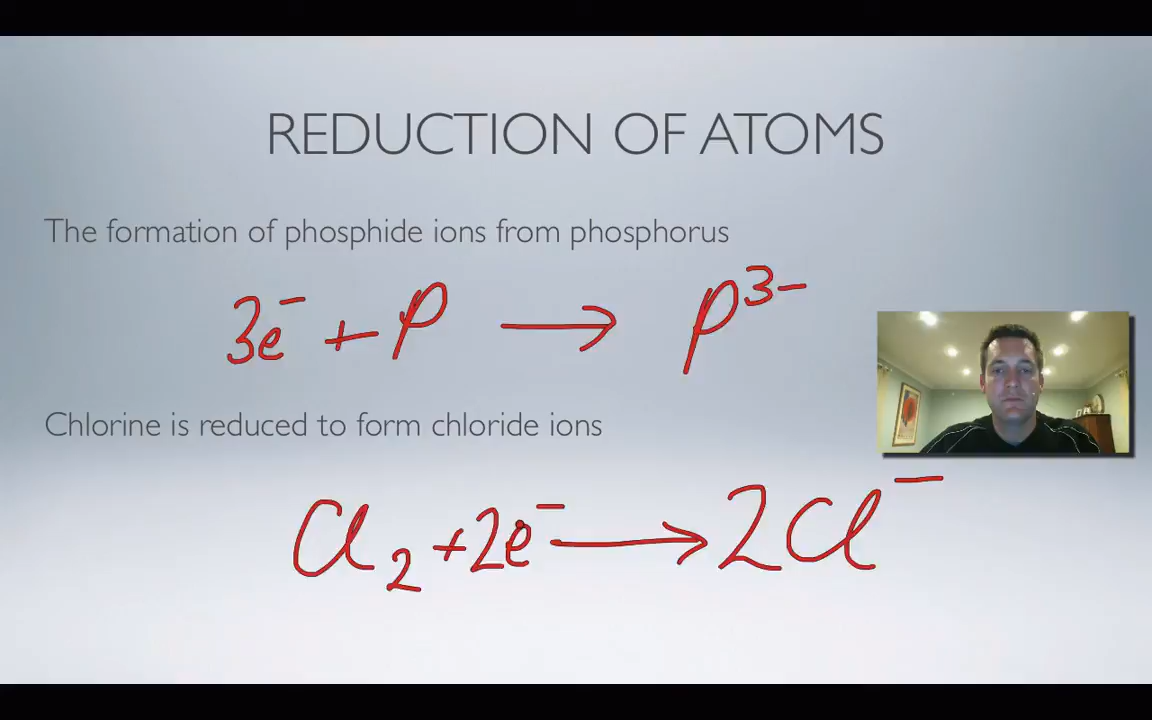 REDUCTION OF ATOMS
The formation of phosphide ions from phosphorus
3e⁻ + P → P³⁻
Chlorine is reduced to form chloride ions
Cl₂ + 2e⁻ → 2Cl⁻